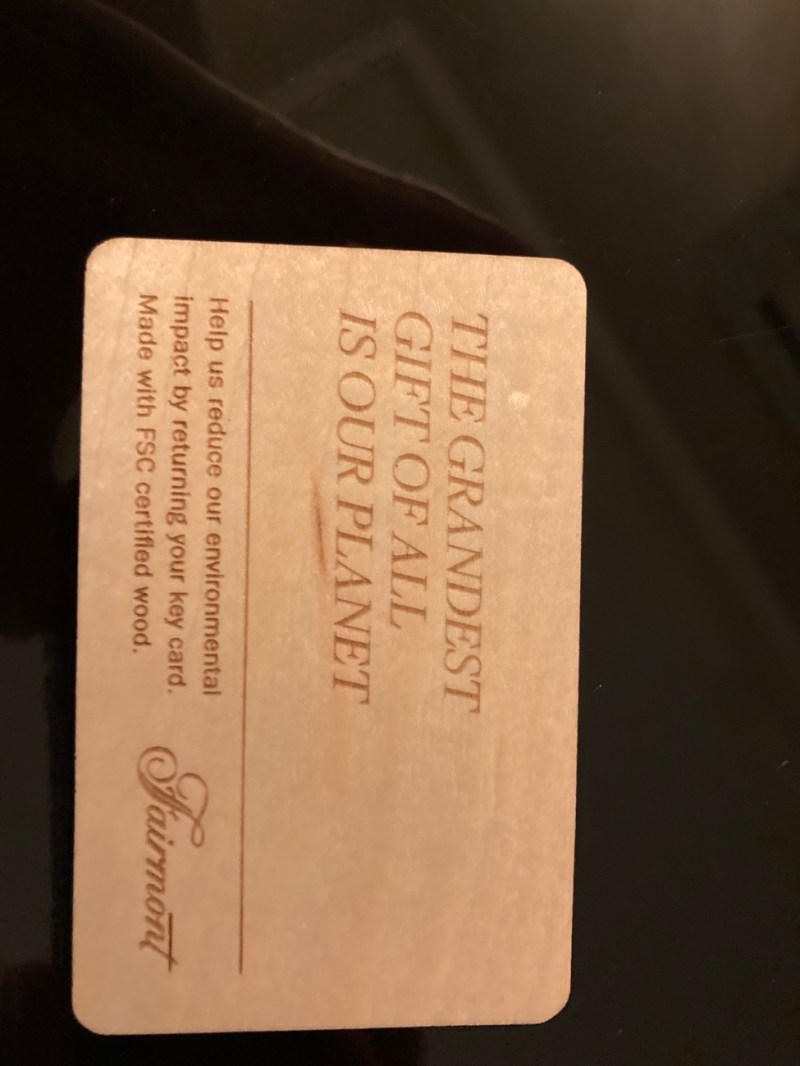 THE GRANDEST
GIFT OF ALL
IS OUR PLANET
Help us reduce our environmental
impact by returning your key card.
Made with FSC certified wood.
Fairmont